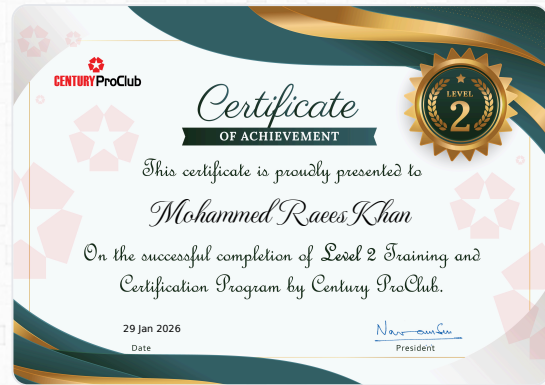 CENTURY ProClub
Certificate
OF ACHIEVEMENT
LEVEL
2
This certificate is proudly presented to
Mohammed Raees Khan
On the successful completion of Level 2 Training and
Certification Program by Century ProClub.
29 Jan 2026
Date
President